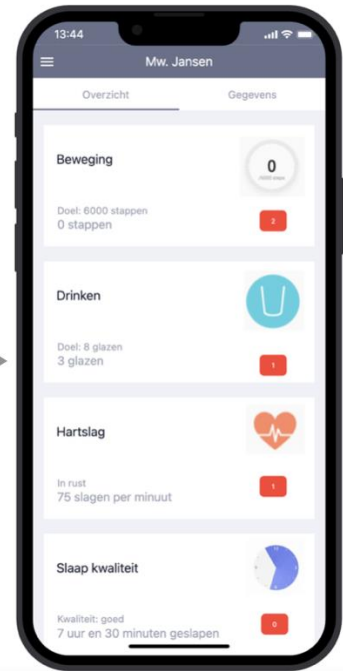 13:44
Mw. Jansen
Overzicht Gegevens
Beweging
0
/6000 steps
Doel: 6000 stappen
0 stappen
2
Drinken
Doel: 8 glazen
3 glazen
1
Hartslag
In rust
75 slagen per minuut
1
Slaap kwaliteit
Kwaliteit: goed
7 uur en 30 minuten geslapen
0